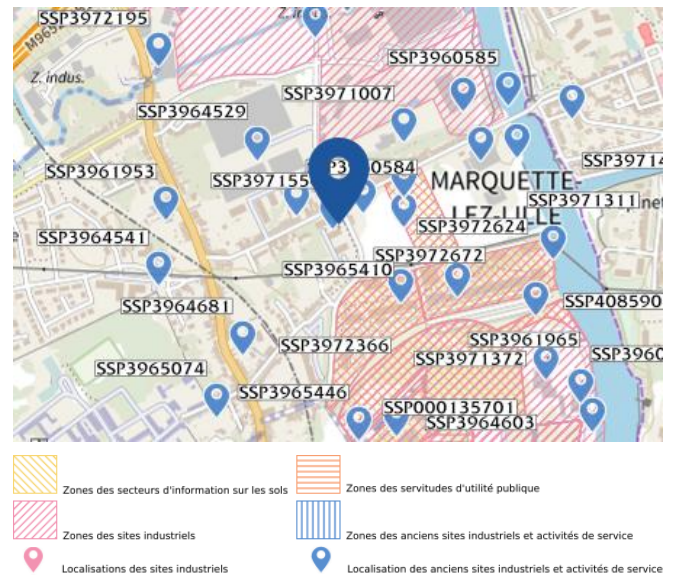 SSP3972195
Z. indus.
SSP3960585
Z. indus.
SSP3971007
SSP3964529
SSP3961953
MARQUETTE-
LEZ-LILLE
SSP3971311
SSP3972624
SSP3964541
SSP3972672
SSP3965410
SSP3964681
SSP3961965
SSP3972366
SSP3971372
SSP3965074
SSP3965446
SSP000135701
SSP3964603
Zones des secteurs d'information sur les sols
Zones des servitudes d'utilité publique
Zones des sites industriels
Zones des anciens sites industriels et activités de service
Localisations des sites industriels
Localisation des anciens sites industriels et activités de service